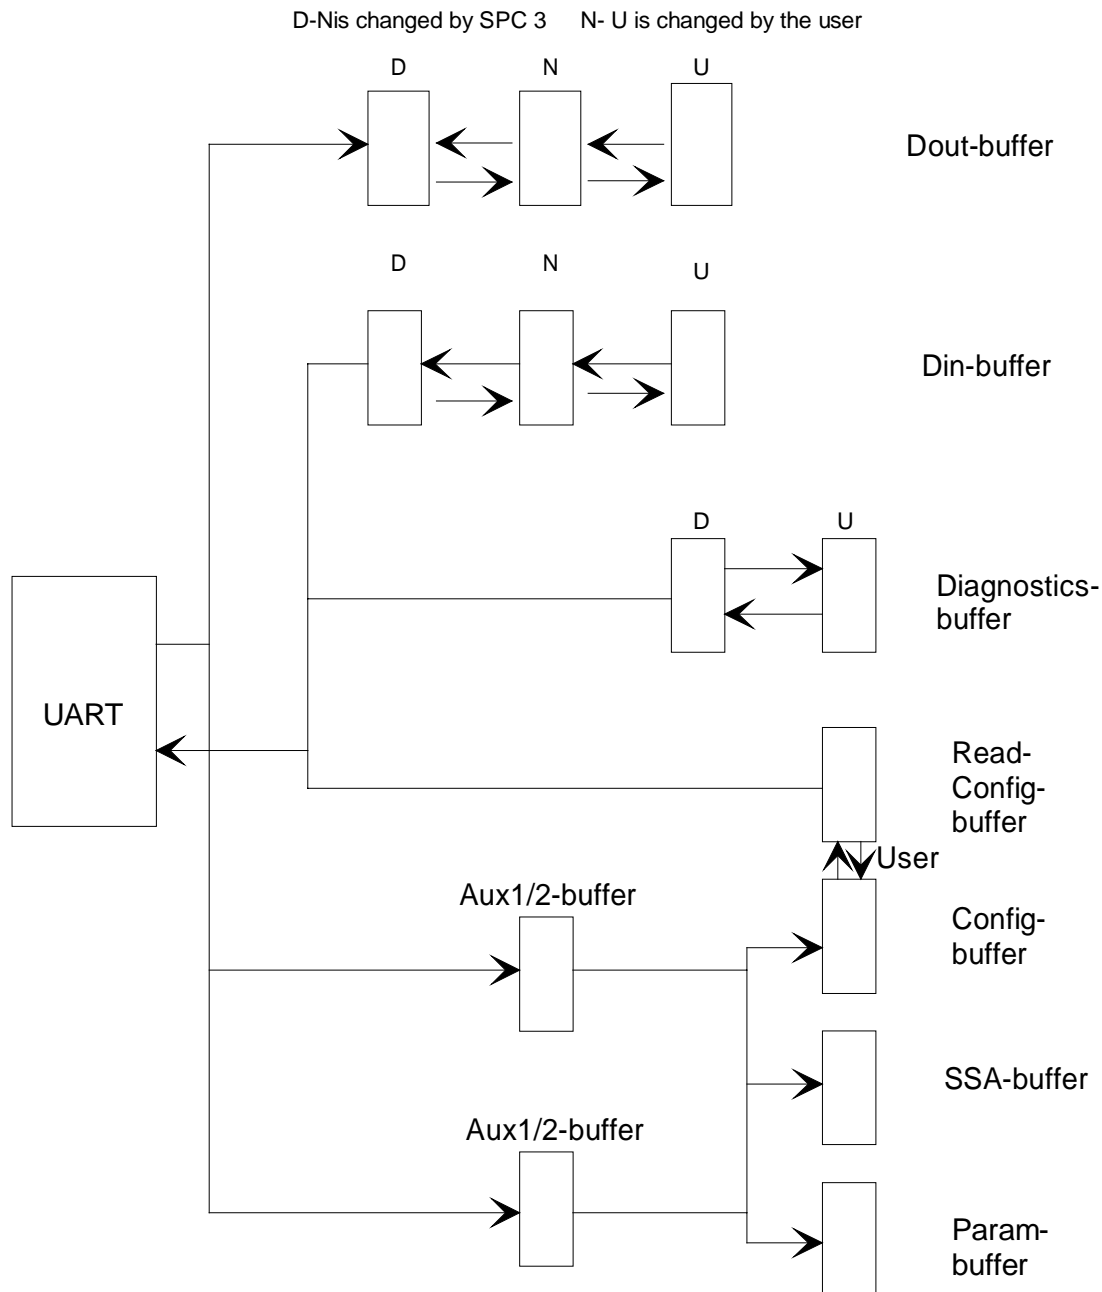 D-Nis changed by SPC 3 N- U is changed by the user
D N U
Dout-buffer
D N U
Din-buffer
D U
Diagnostics-
buffer
UART
Read-
Config-
buffer
User
Aux1/2-buffer
Config-
buffer
SSA-buffer
Aux1/2-buffer
Param-
buffer